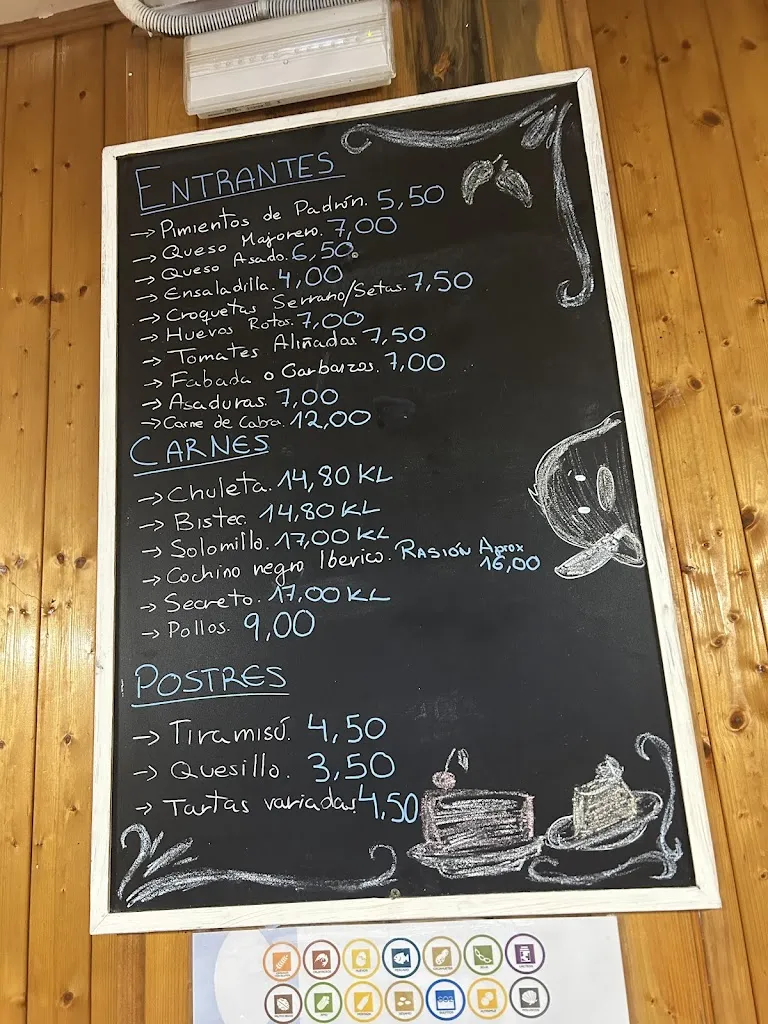 ENTRANTES
→ Pimientos de Padrón. 5,50
→ Queso Majorero. 7,00
→ Queso Asado. 6,50.
→ Ensaladilla. 4,00
→ Croquetas Serrano/Setas. 7,50
→ Huevos Rotos. 7,00
→ Tomates Aliñados. 7,50
→ Fabada o Garbanzos. 7,00
→ Asaduras. 7,00
→ Carne de Cabra. 12,00
CARNES
→ Chuleta. 14,80 KL
→ Bistec. 14,80 KL
→ Solomillo. 17,00 KL
→ Cochino negro Iberico. RASIÓN Aprox
16,00
→ Secreto. 17,00 KL
→ Pollos. 9,00
POSTRES
→ Tiramisú. 4,50
→ Quesillo. 3,50
→ Tartas variadas. 4,50